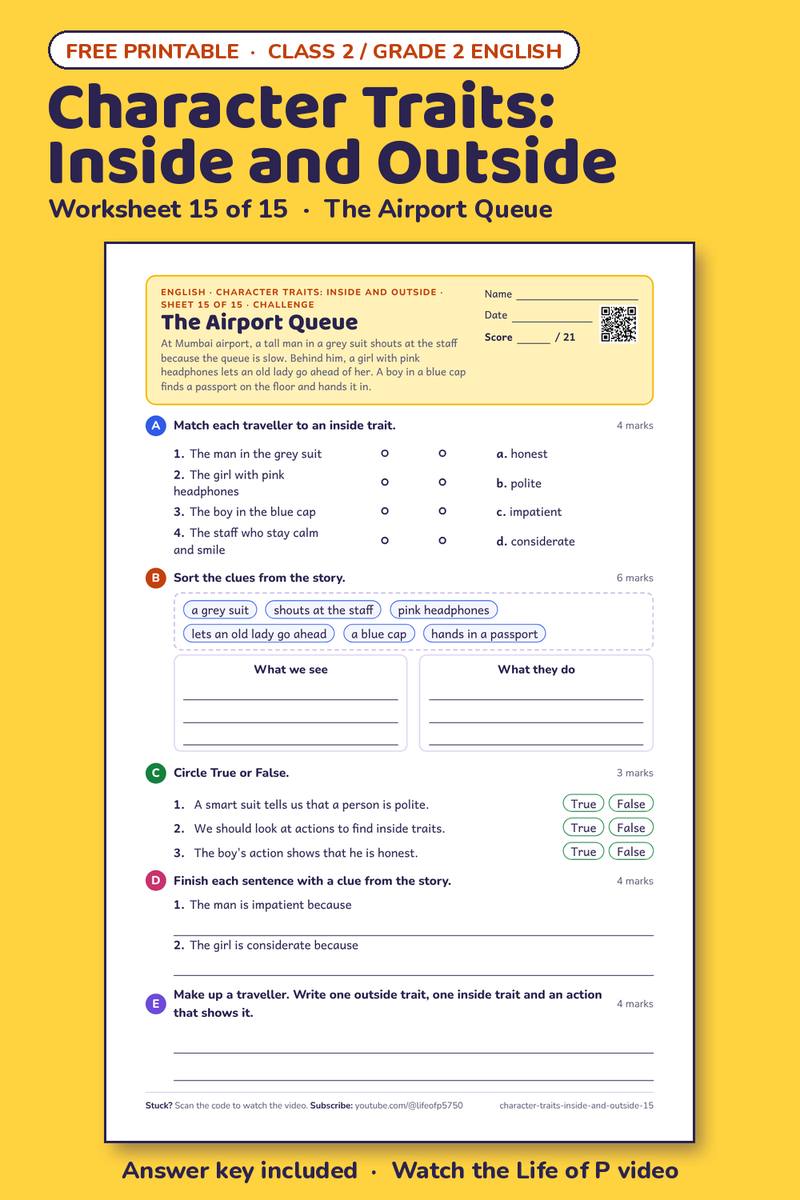 FREE PRINTABLE · CLASS 2 / GRADE 2 ENGLISH
Character Traits:
Inside and Outside
Worksheet 15 of 15 · The Airport Queue
ENGLISH · CHARACTER TRAITS: INSIDE AND OUTSIDE ·
SHEET 15 OF 15 · CHALLENGE
The Airport Queue
At Mumbai airport, a tall man in a grey suit shouts at the staff
because the queue is slow. Behind him, a girl with pink
headphones lets an old lady go ahead of her. A boy in a blue cap
finds a passport on the floor and hands it in.
Name
Date
Score / 21
A Match each traveller to an inside trait. 4 marks
1. The man in the grey suit a. honest
2. The girl with pink
headphones b. polite
3. The boy in the blue cap c. impatient
4. The staff who stay calm
and smile d. considerate
B Sort the clues from the story. 6 marks
a grey suit shouts at the staff pink headphones
lets an old lady go ahead a blue cap hands in a passport
What we see What they do
C Circle True or False. 3 marks
1. A smart suit tells us that a person is polite. True False
2. We should look at actions to find inside traits. True False
3. The boy's action shows that he is honest. True False
D Finish each sentence with a clue from the story. 4 marks
1. The man is impatient because
2. The girl is considerate because
E Make up a traveller. Write one outside trait, one inside trait and an action
that shows it. 4 marks
Stuck? Scan the code to watch the video. Subscribe: youtube.com/@lifeofp5750 character-traits-inside-and-outside-15
Answer key included · Watch the Life of P video